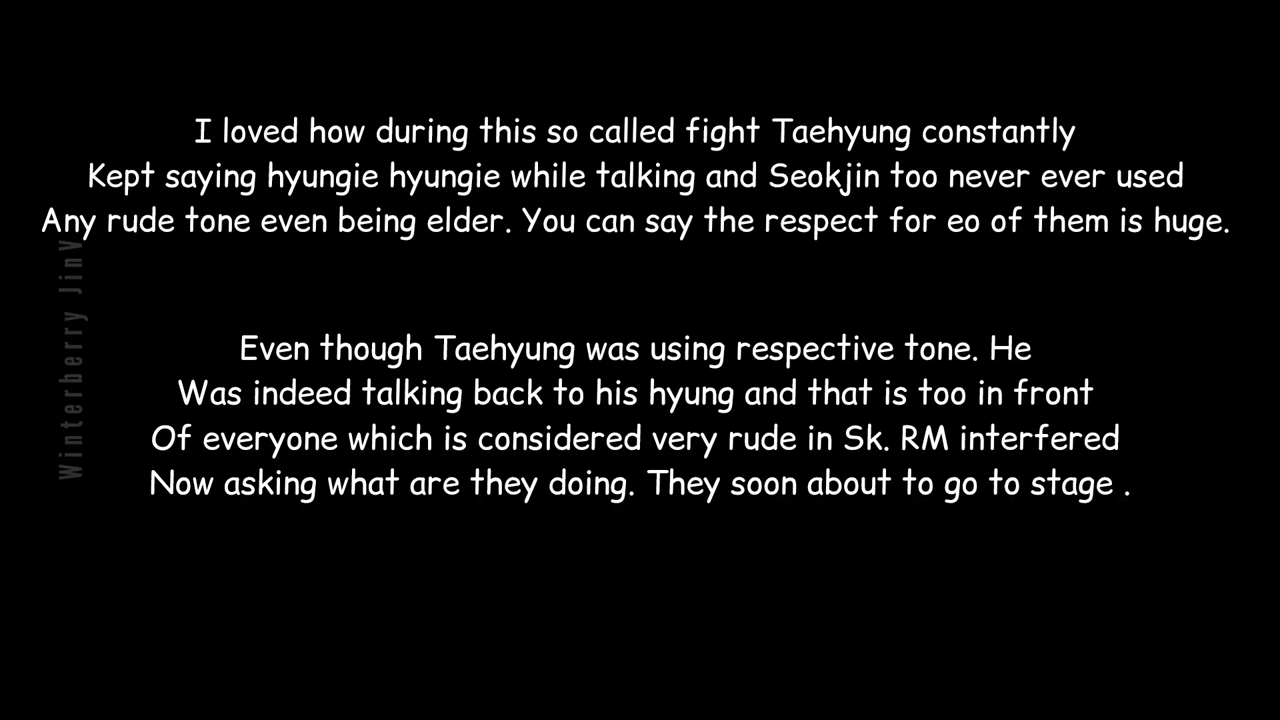 I loved how during this so called fight Taehyung constantly
Kept saying hyungie hyungie while talking and Seokjin too never ever used
Any rude tone even being elder. You can say the respect for eo of them is huge.
Winterberry JinV
Even though Taehyung was using respective tone. He
Was indeed talking back to his hyung and that is too in front
Of everyone which is considered very rude in Sk. RM interfered
Now asking what are they doing. They soon about to go to stage .